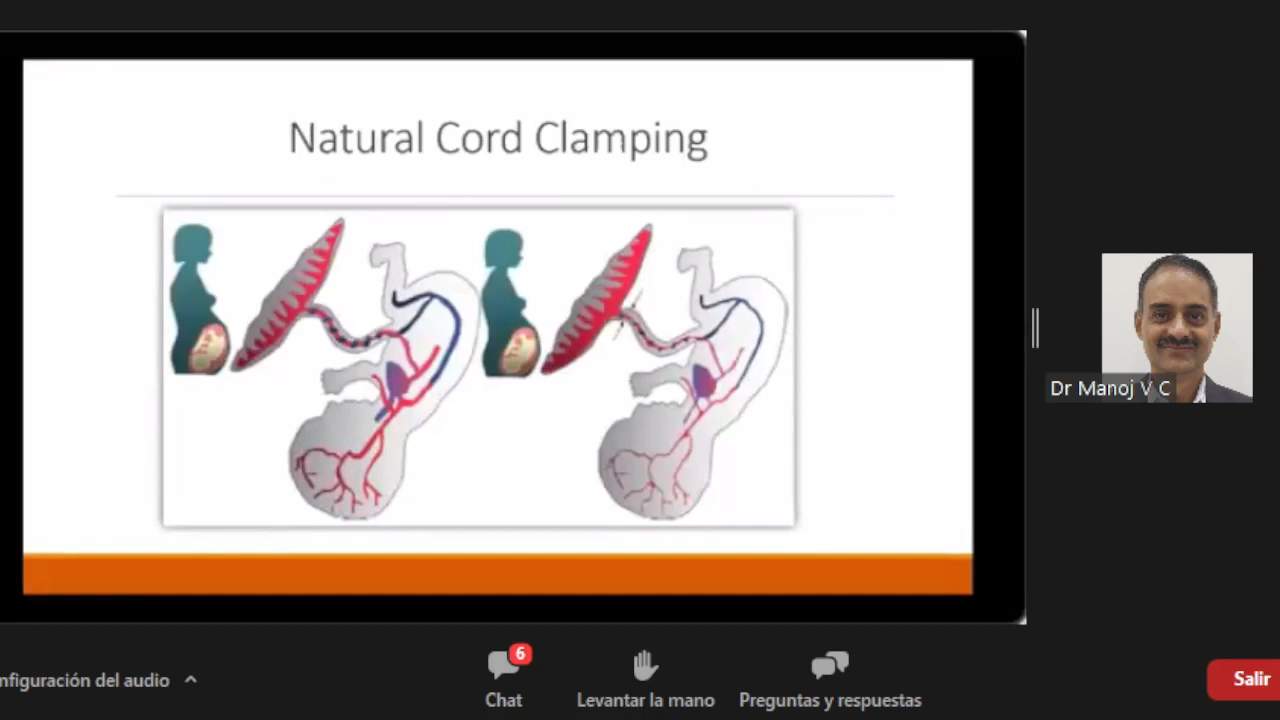 Natural Cord Clamping
Dr Manoj V C
nfiguración del audio
6
Chat
Levantar la mano
Preguntas y respuestas
Salir